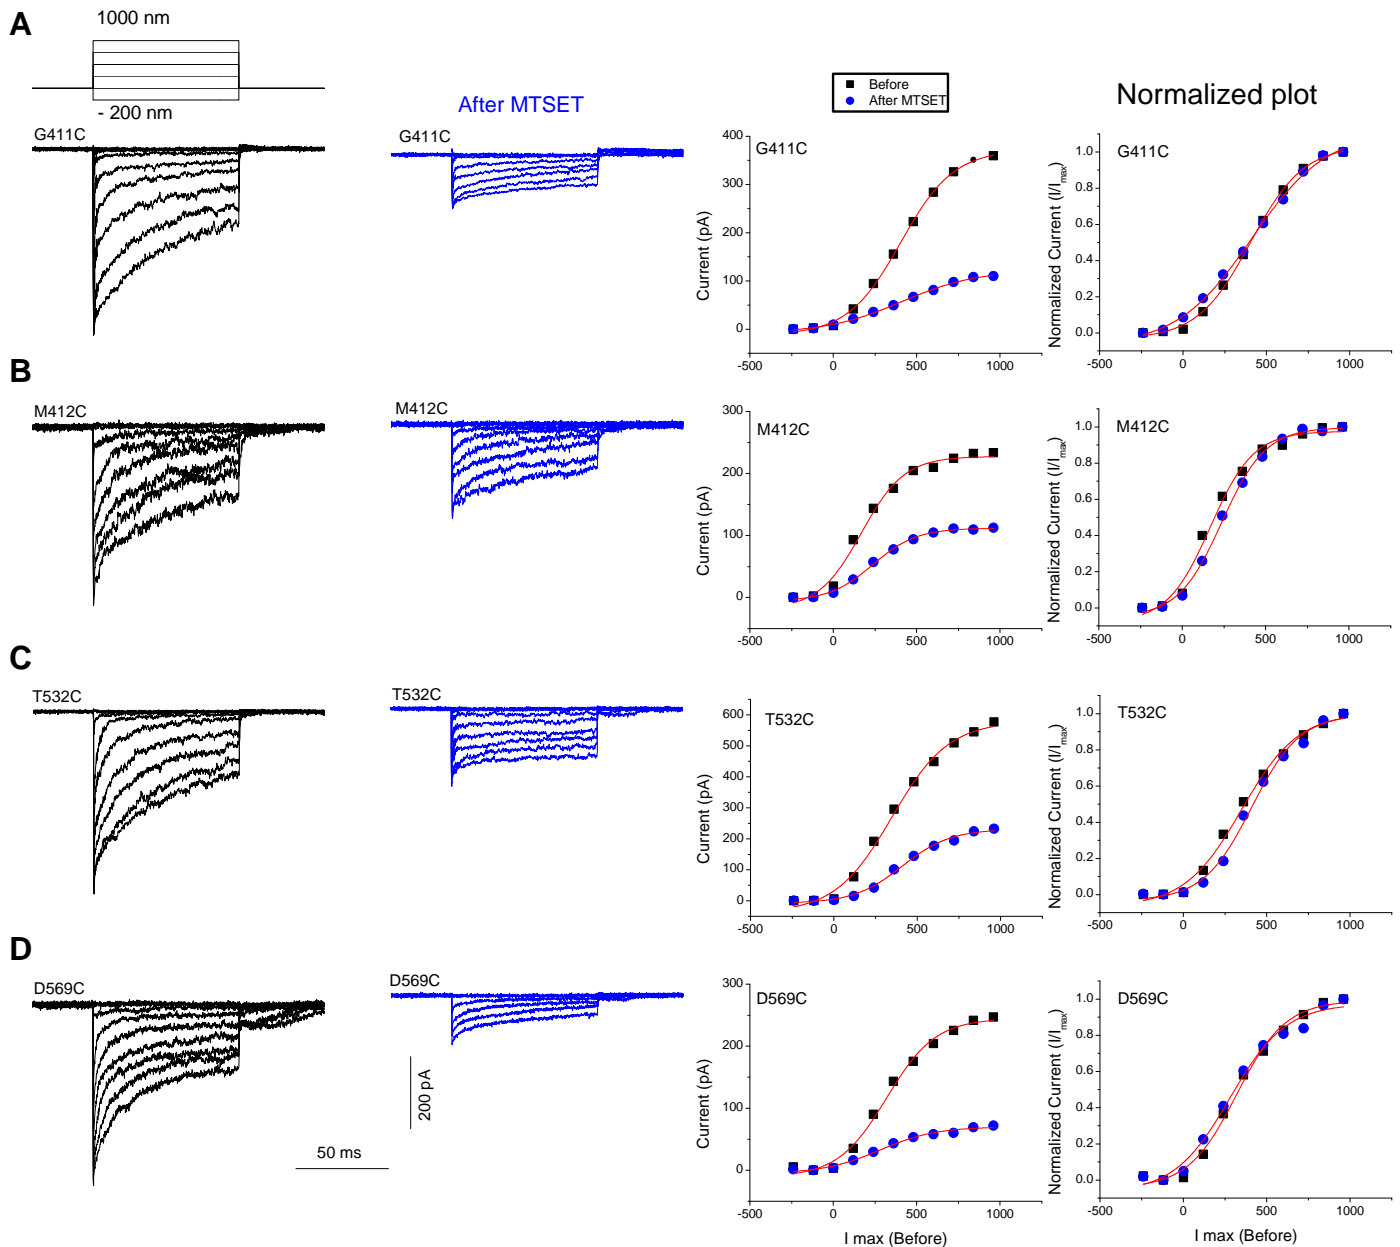 A
1000 nm
- 200 nm
After MTSET
Before
After MTSET
Normalized plot
G411C
G411C
G411C
G411C
Current (pA)
400
300
200
100
0
-500
0
500
1000
Normalized Current (I/Imax)
1.0
0.8
0.6
0.4
0.2
0.0
-500
0
500
1000
B
M412C
M412C
M412C
M412C
Current (pA)
300
200
100
0
-500
0
500
1000
Normalized Current (I/Imax)
1.0
0.8
0.6
0.4
0.2
0.0
-500
0
500
1000
C
T532C
T532C
T532C
T532C
Current (pA)
600
500
400
300
200
100
0
-500
0
500
1000
Normalized Current (I/Imax)
1.0
0.8
0.6
0.4
0.2
0.0
-500
0
500
1000
D
D569C
D569C
D569C
D569C
200 pA
50 ms
Current (pA)
300
200
100
0
-500
0
500
1000
I max (Before)
Normalized Current (I/Imax)
1.0
0.8
0.6
0.4
0.2
0.0
-500
0
500
1000
I max (Before)